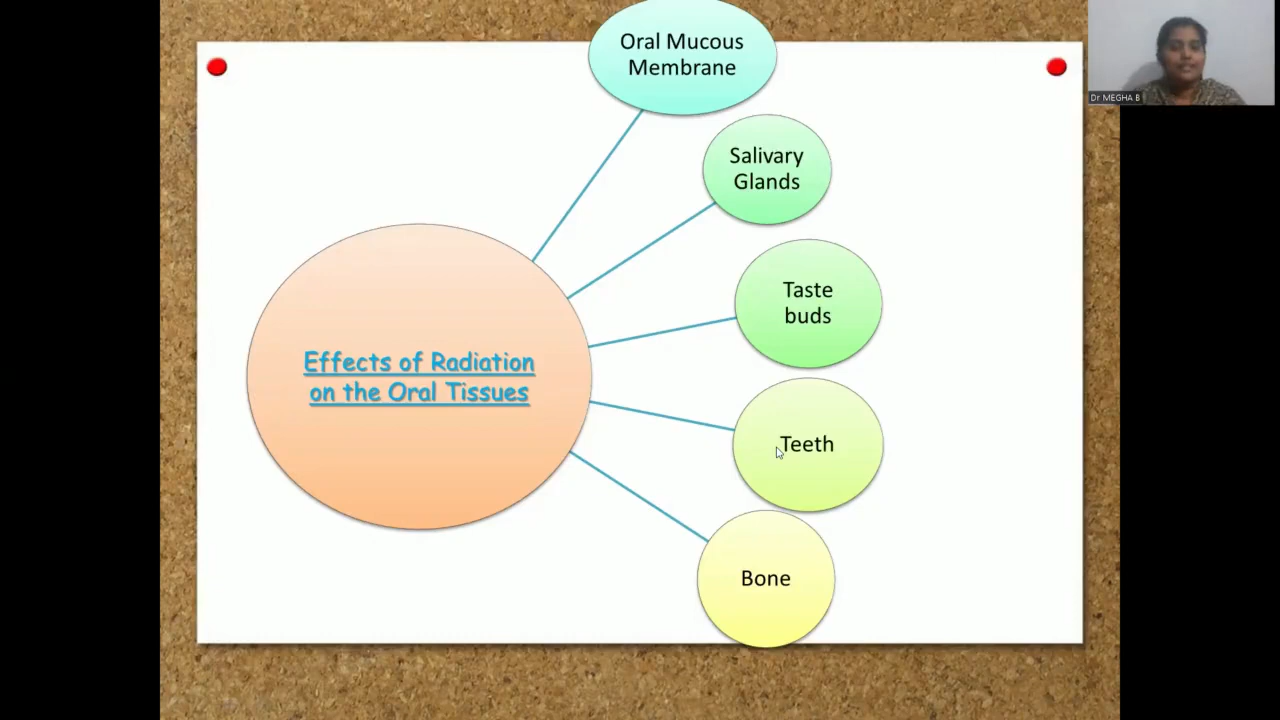 Oral Mucous
Membrane
Dr MEGHA B
Salivary
Glands
Taste
buds
Effects of Radiation
on the Oral Tissues
Teeth
Bone